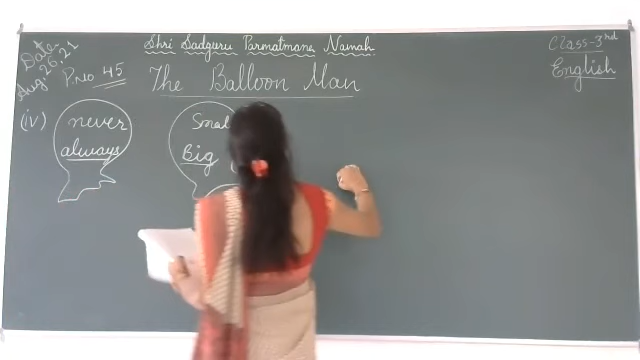 Shri Sadguru Parmatmane Namah
Class-3rd
English
Date
Aug, 26, 21
P.No 45
The Balloon Man
(iv)
never
always
Small
Big